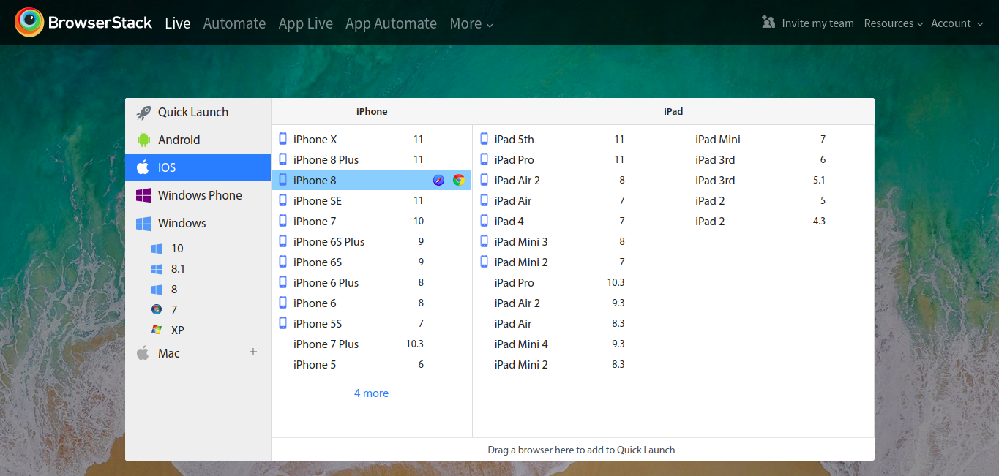 BrowserStack Live Automate App Live App Automate More Invite my team Resources Account
Quick Launch
Android
iOS
Windows Phone
Windows
10
8.1
8
7
XP
Mac +
iPhone
iPhone X 11
iPhone 8 Plus 11
iPhone 8
iPhone SE 11
iPhone 7 10
iPhone 6S Plus 9
iPhone 6S 9
iPhone 6 Plus 8
iPhone 6 8
iPhone 5S 7
iPhone 7 Plus 10.3
iPhone 5 6
4 more
iPad
iPad 5th 11
iPad Pro 11
iPad Air 2 8
iPad Air 7
iPad 4 7
iPad Mini 3 8
iPad Mini 2 7
iPad Pro 10.3
iPad Air 2 9.3
iPad Air 8.3
iPad Mini 4 9.3
iPad Mini 2 8.3
iPad Mini 7
iPad 3rd 6
iPad 3rd 5.1
iPad 2 5
iPad 2 4.3
Drag a browser here to add to Quick Launch